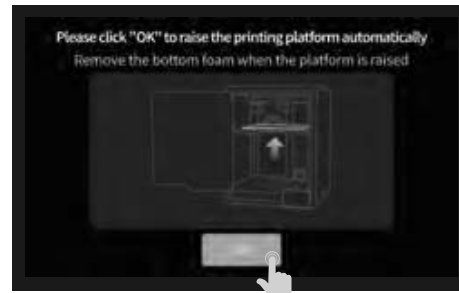 Please click "OK" to raise the printing platform automatically
Remove the bottom foam when the platform is raised